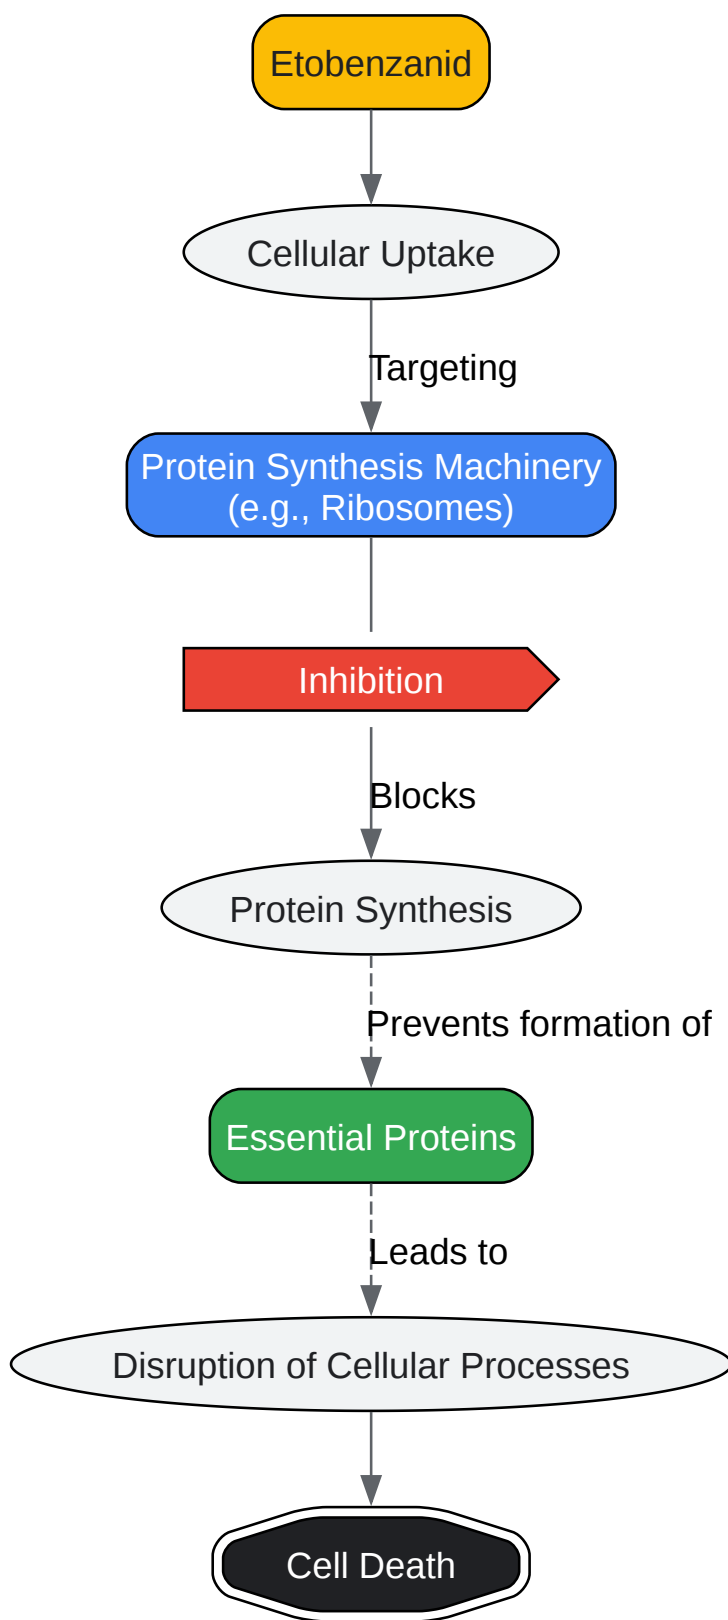 Etobenzanid
Cellular Uptake
Targeting
Protein Synthesis Machinery
(e.g., Ribosomes)
Inhibition
Blocks
Protein Synthesis
Prevents formation of
Essential Proteins
Leads to
Disruption of Cellular Processes
Cell Death